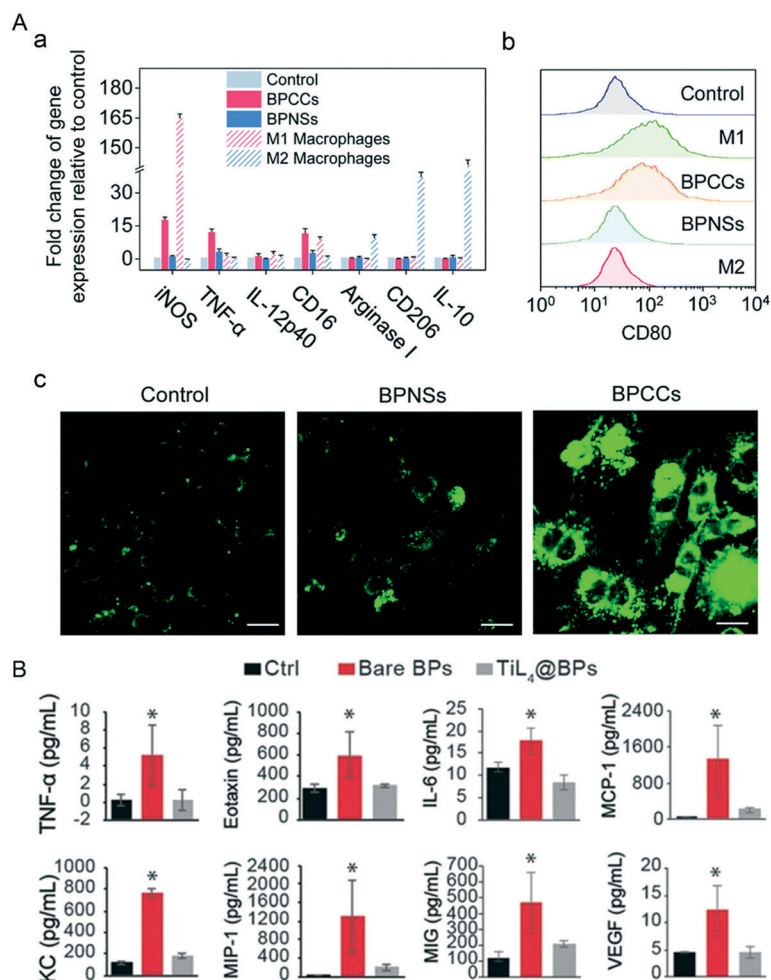 A
a
Fold change of gene
expression relative to control
180
165
150
30
15
0
Control
BPCCs
BPNSs
M1 Macrophages
M2 Macrophages
iNOS
TNF-α
IL-12p40
CD16
Arginase I
CD206
IL-10
b
Control
M1
BPCCs
BPNSs
M2
10⁰ 10¹ 10² 10³ 10⁴
CD80
c
Control BPNSs BPCCs
B
Ctrl Bare BPs TiL₄@BPs
TNF-α (pg/mL)
10
8
6
4
2
0
-2
*
Eotaxin (pg/mL)
1000
800
600
400
200
0
*
IL-6 (pg/mL)
25
20
15
10
5
0
*
MCP-1 (pg/mL)
2400
1600
800
0
*
KC (pg/mL)
1000
800
600
400
200
0
*
MIP-1 (pg/mL)
2400
2000
1600
1200
800
400
0
*
MIG (pg/mL)
700
600
500
400
300
200
100
0
*
VEGF (pg/mL)
20
15
10
5
0
*